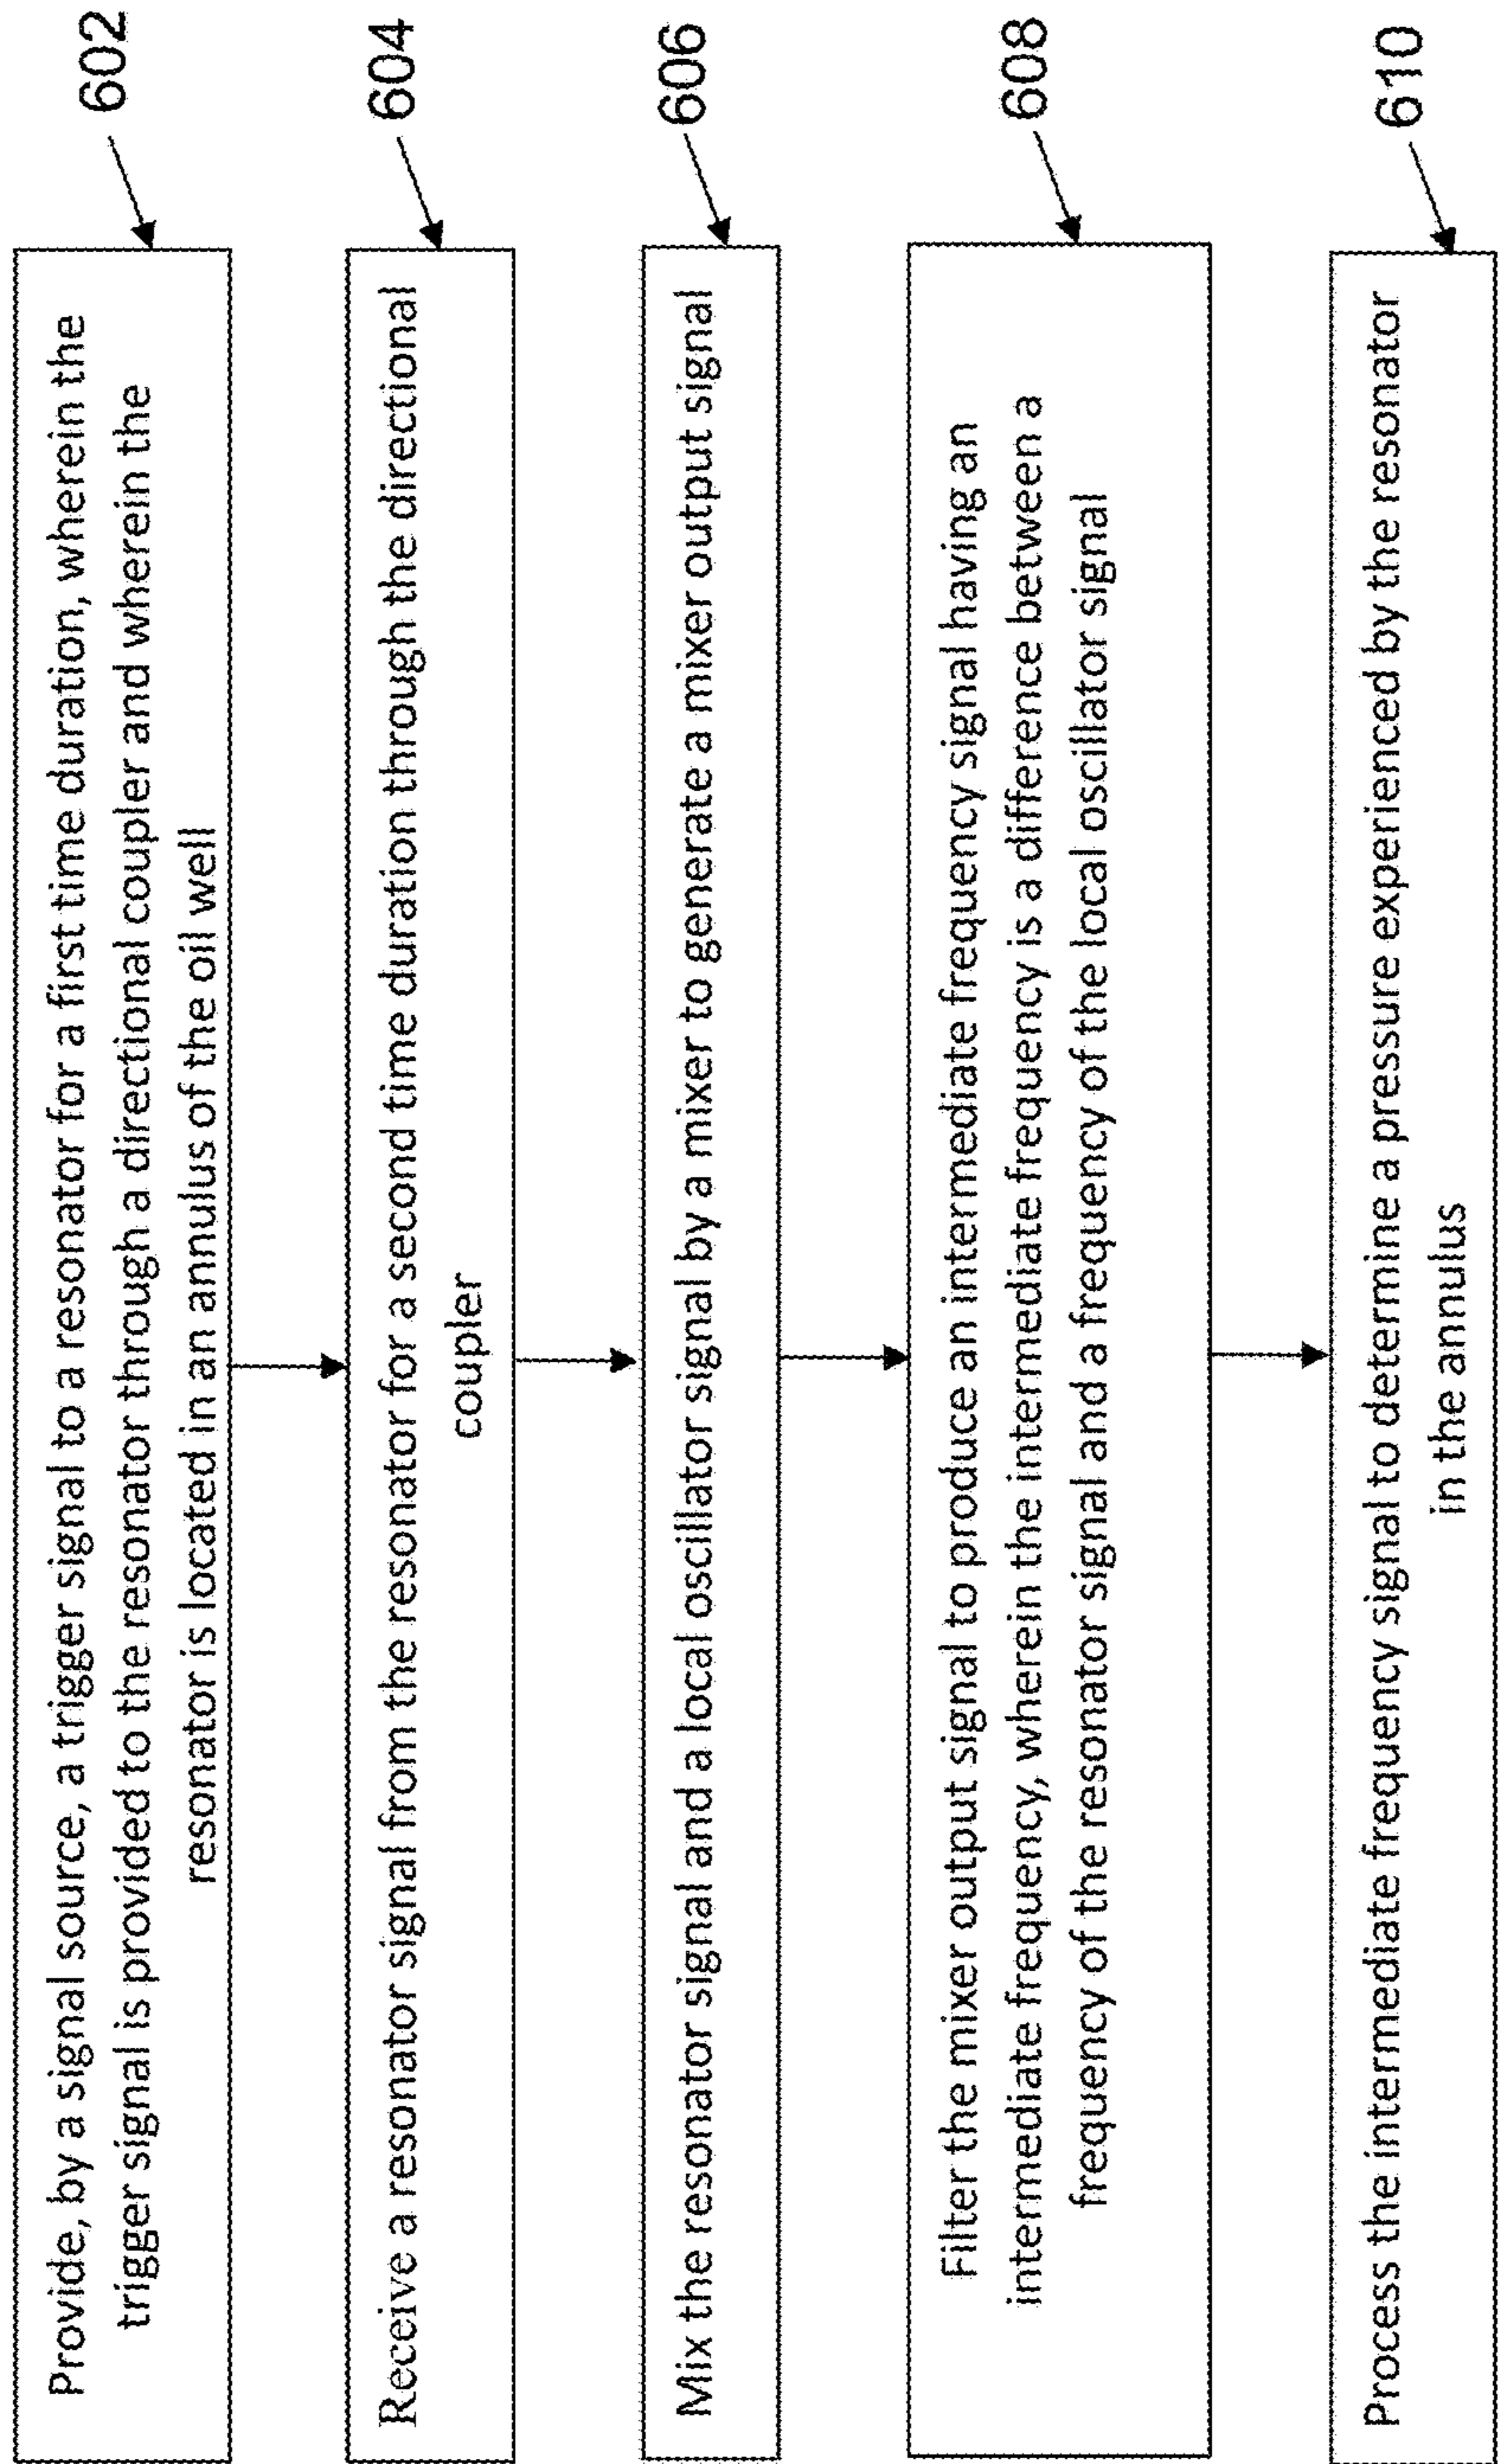 Provide, by a signal source, a trigger signal to a resonator for a first time duration, wherein the
trigger signal is provided to the resonator through a directional coupler and wherein the
resonator is located in an annulus of the oil well
602
Receive a resonator signal from the resonator for a second time duration through the directional
coupler
604
Mix the resonator signal and a local oscillator signal by a mixer to generate a mixer output signal
606
Filter the mixer output signal to produce an intermediate frequency signal having an
intermediate frequency, wherein the intermediate frequency is a difference between a
frequency of the resonator signal and a frequency of the local oscillator signal
608
Process the intermediate frequency signal to determine a pressure experienced by the resonator
in the annulus
610